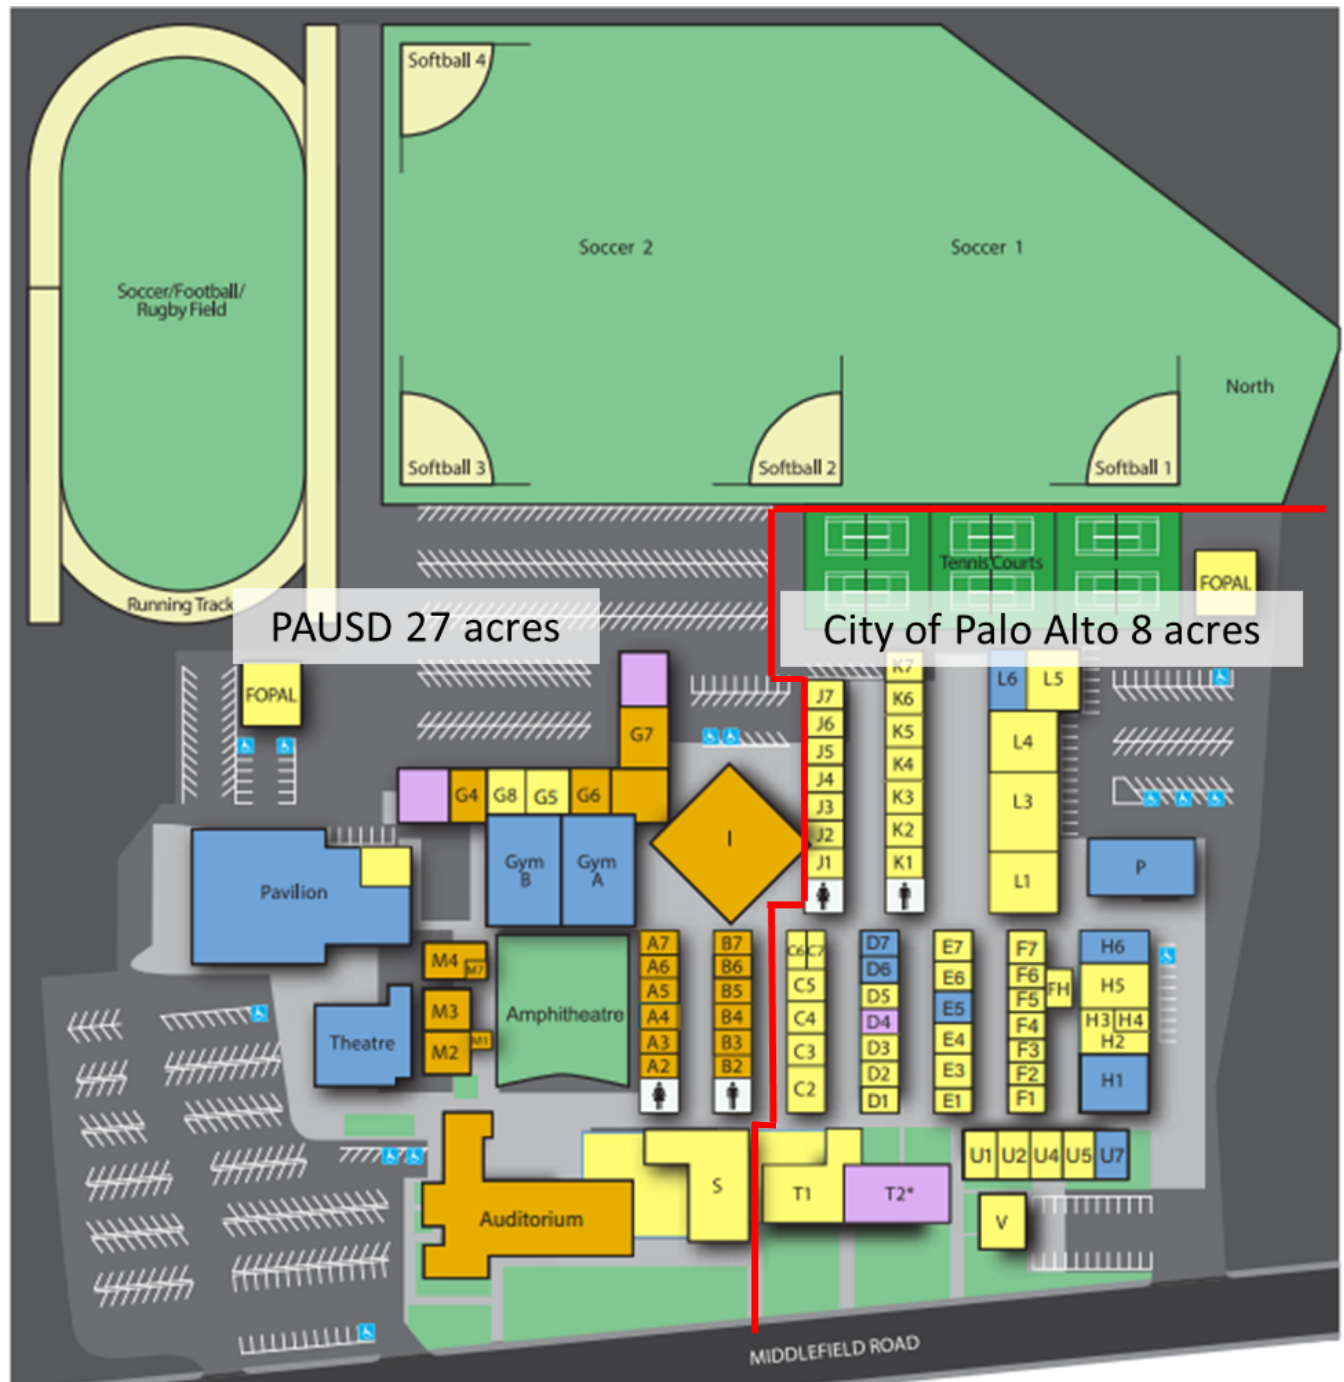 Softball 4
Soccer 2
Soccer 1
Soccer/Football/
Rugby Field
North
Softball 3
Softball 2
Softball 1
Tennis Courts
FOPAL
Running Track
PAUSD 27 acres
City of Palo Alto 8 acres
FOPAL
G7
G4
G8
G5
G6
Gym
B
Gym
A
I
J7
J6
J5
J4
J3
J2
J1
K7
K6
K5
K4
K3
K2
K1
L6
L5
L4
L3
L1
P
Pavilion
M4
M7
M3
M1
M2
Theatre
Amphitheatre
A7
A6
A5
A4
A3
A2
B7
B6
B5
B4
B3
B2
C6
C7
C5
C4
C3
C2
D7
D6
D5
D4
D3
D2
D1
E7
E6
E5
E4
E3
E1
F7
F6
F5
F4
F3
F2
F1
FH
H6
H5
H3
H4
H2
H1
Auditorium
S
T1
T2*
U1
U2
U4
U5
U7
V
MIDDLEFIELD ROAD